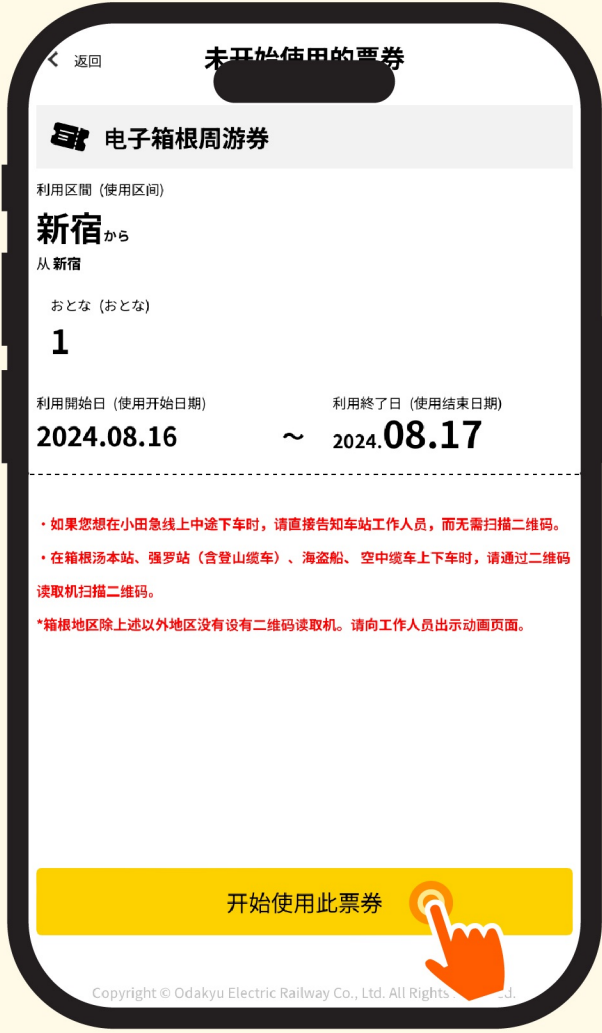 返回
未开始使用的票券
电子箱根周游券
利用区間 (使用区间)
新宿から
从 新宿
おとな (おとな)
1
利用開始日 (使用开始日期) 利用終了日 (使用结束日期)
2024.08.16 ～ 2024.08.17
・如果您想在小田急线上中途下车时，请直接告知车站工作人员，而无需扫描二维码。
・在箱根汤本站、强罗站（含登山缆车）、海盗船、 空中缆车上下车时，请通过二维码
读取机扫描二维码。
*箱根地区除上述以外地区没有设有二维码读取机。请向工作人员出示动画页面。
开始使用此票券
Copyright © Odakyu Electric Railway Co., Ltd. All Rights